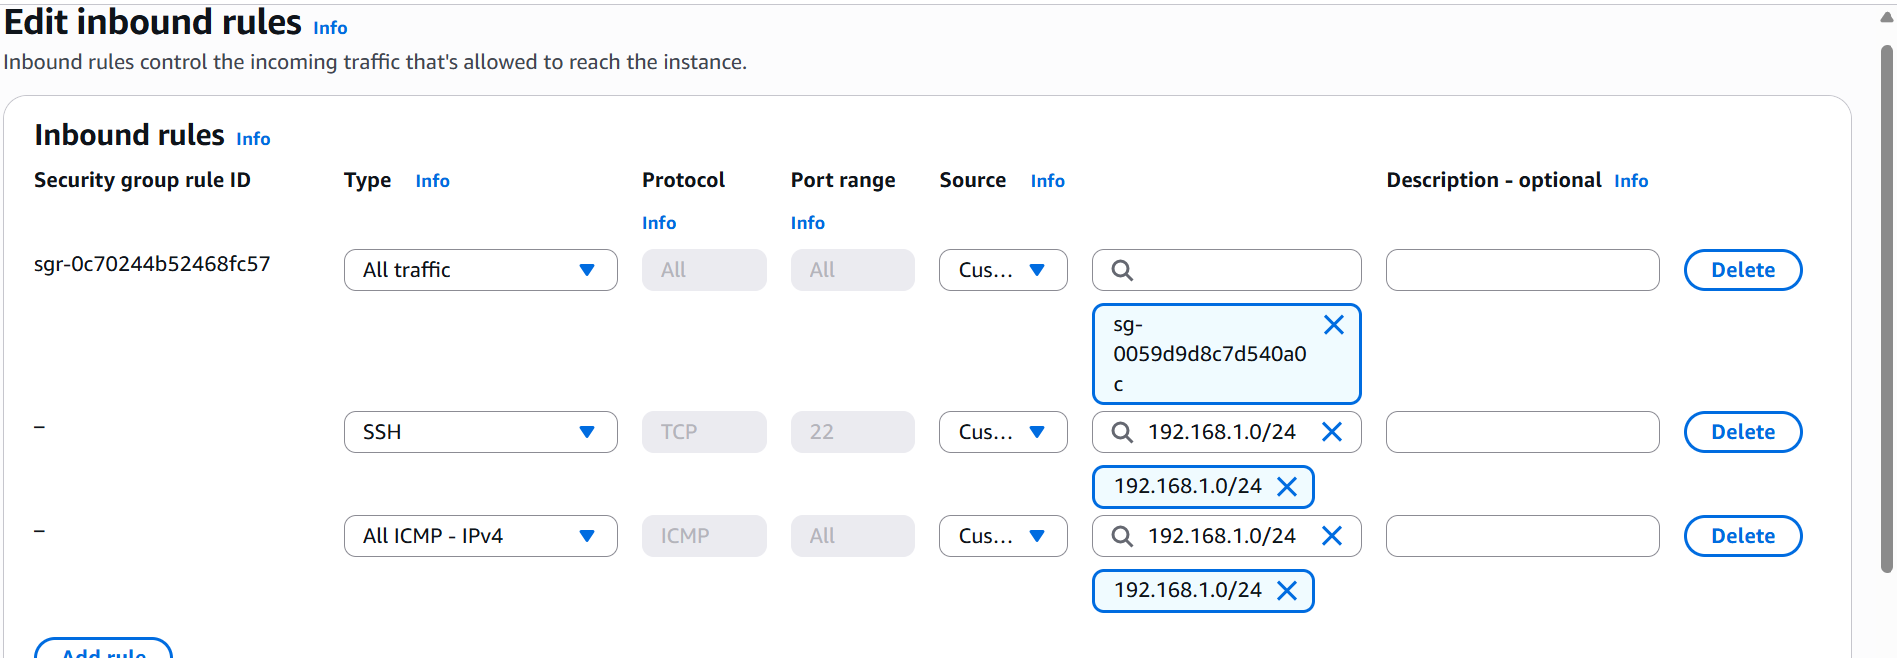 Edit inbound rules Info
Inbound rules control the incoming traffic that's allowed to reach the instance.
Inbound rules Info
Security group rule ID Type Info Protocol Port range Source Info Description - optional Info
Info Info
sgr-0c70244b52468fc57 All traffic All All Cus... Delete
sg-
0059d9d8c7d540a0
c
– SSH TCP 22 Cus... 192.168.1.0/24 Delete
192.168.1.0/24
– All ICMP - IPv4 ICMP All Cus... 192.168.1.0/24 Delete
192.168.1.0/24
Add rule